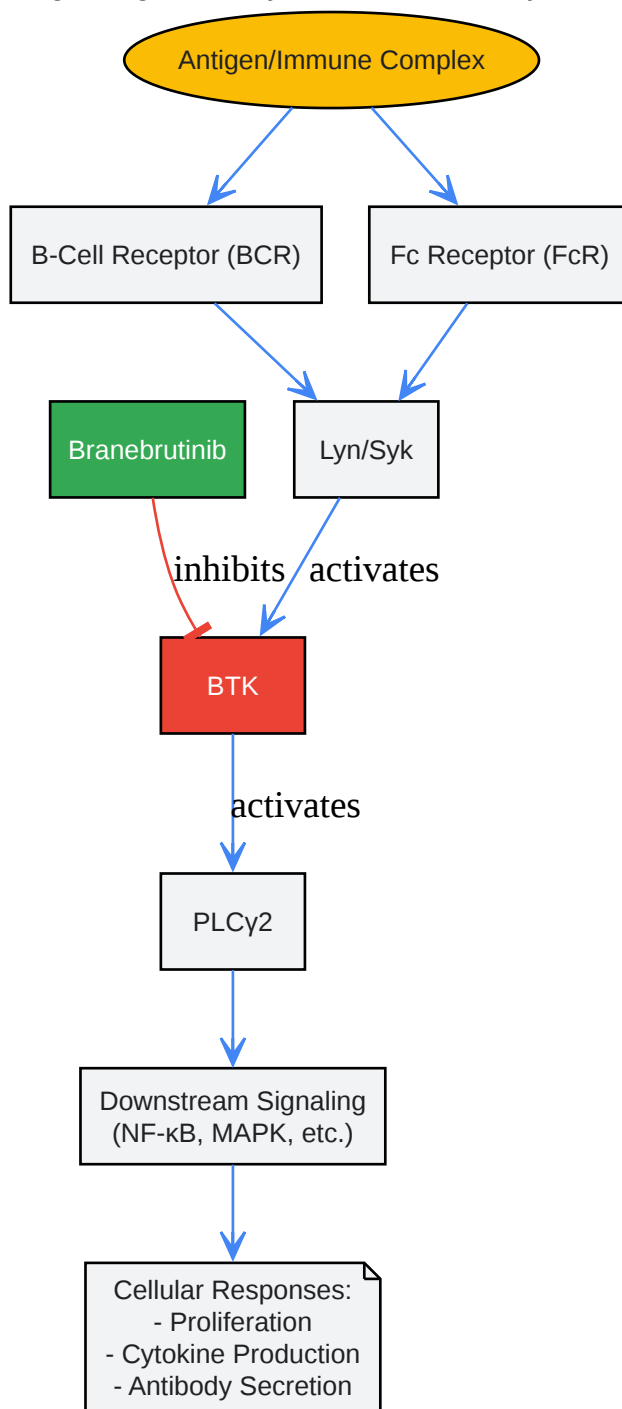 Antigen/Immune Complex
B-Cell Receptor (BCR)
Fc Receptor (FcR)
Branebrutinib
Lyn/Syk
inhibits
activates
BTK
activates
PLCγ2
Downstream Signaling
(NF-κB, MAPK, etc.)
Cellular Responses:
- Proliferation
- Cytokine Production
- Antibody Secretion